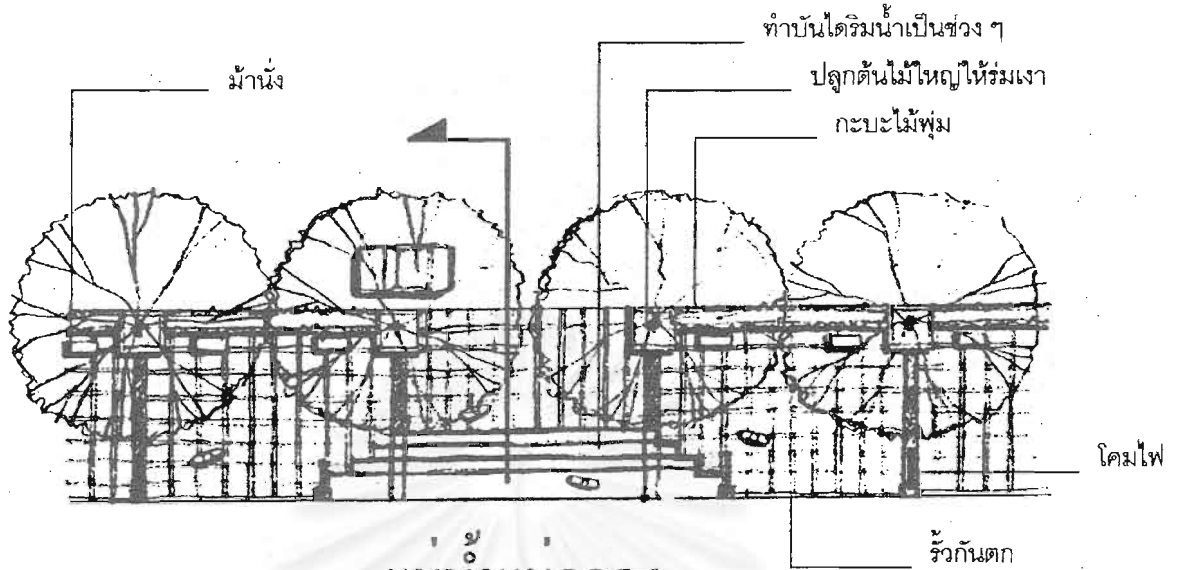 ทำบันไดริมน้ำเป็นช่วง ๆ
ม้านั่ง
ปลูกต้นไม้ใหญ่ให้ร่มเงา
กะบะไม้พุ่ม
โคมไฟ
รั้วกันตก